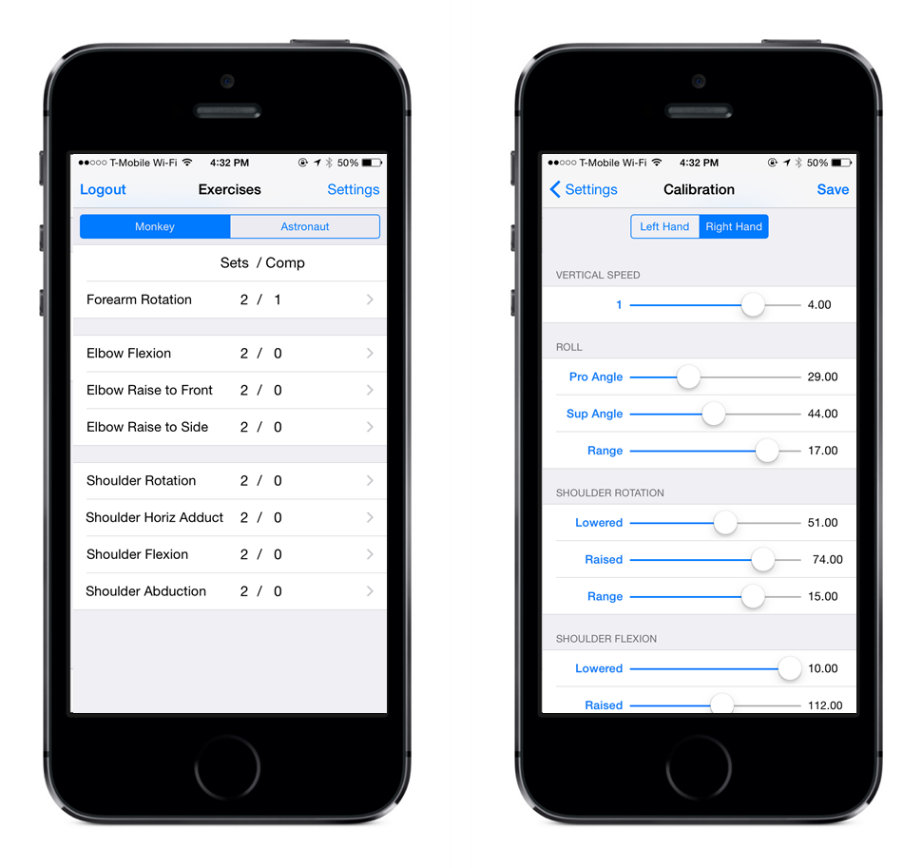 T-Mobile Wi-Fi 4:32 PM 50%
Logout Exercises Settings
Monkey Astronaut
Sets / Comp
Forearm Rotation 2 / 1
Elbow Flexion 2 / 0
Elbow Raise to Front 2 / 0
Elbow Raise to Side 2 / 0
Shoulder Rotation 2 / 0
Shoulder Horiz Adduct 2 / 0
Shoulder Flexion 2 / 0
Shoulder Abduction 2 / 0
T-Mobile Wi-Fi 4:32 PM 50%
Settings Calibration Save
Left Hand Right Hand
VERTICAL SPEED
1 4.00
ROLL
Pro Angle 29.00
Sup Angle 44.00
Range 17.00
SHOULDER ROTATION
Lowered 51.00
Raised 74.00
Range 15.00
SHOULDER FLEXION
Lowered 10.00
Raised 112.00